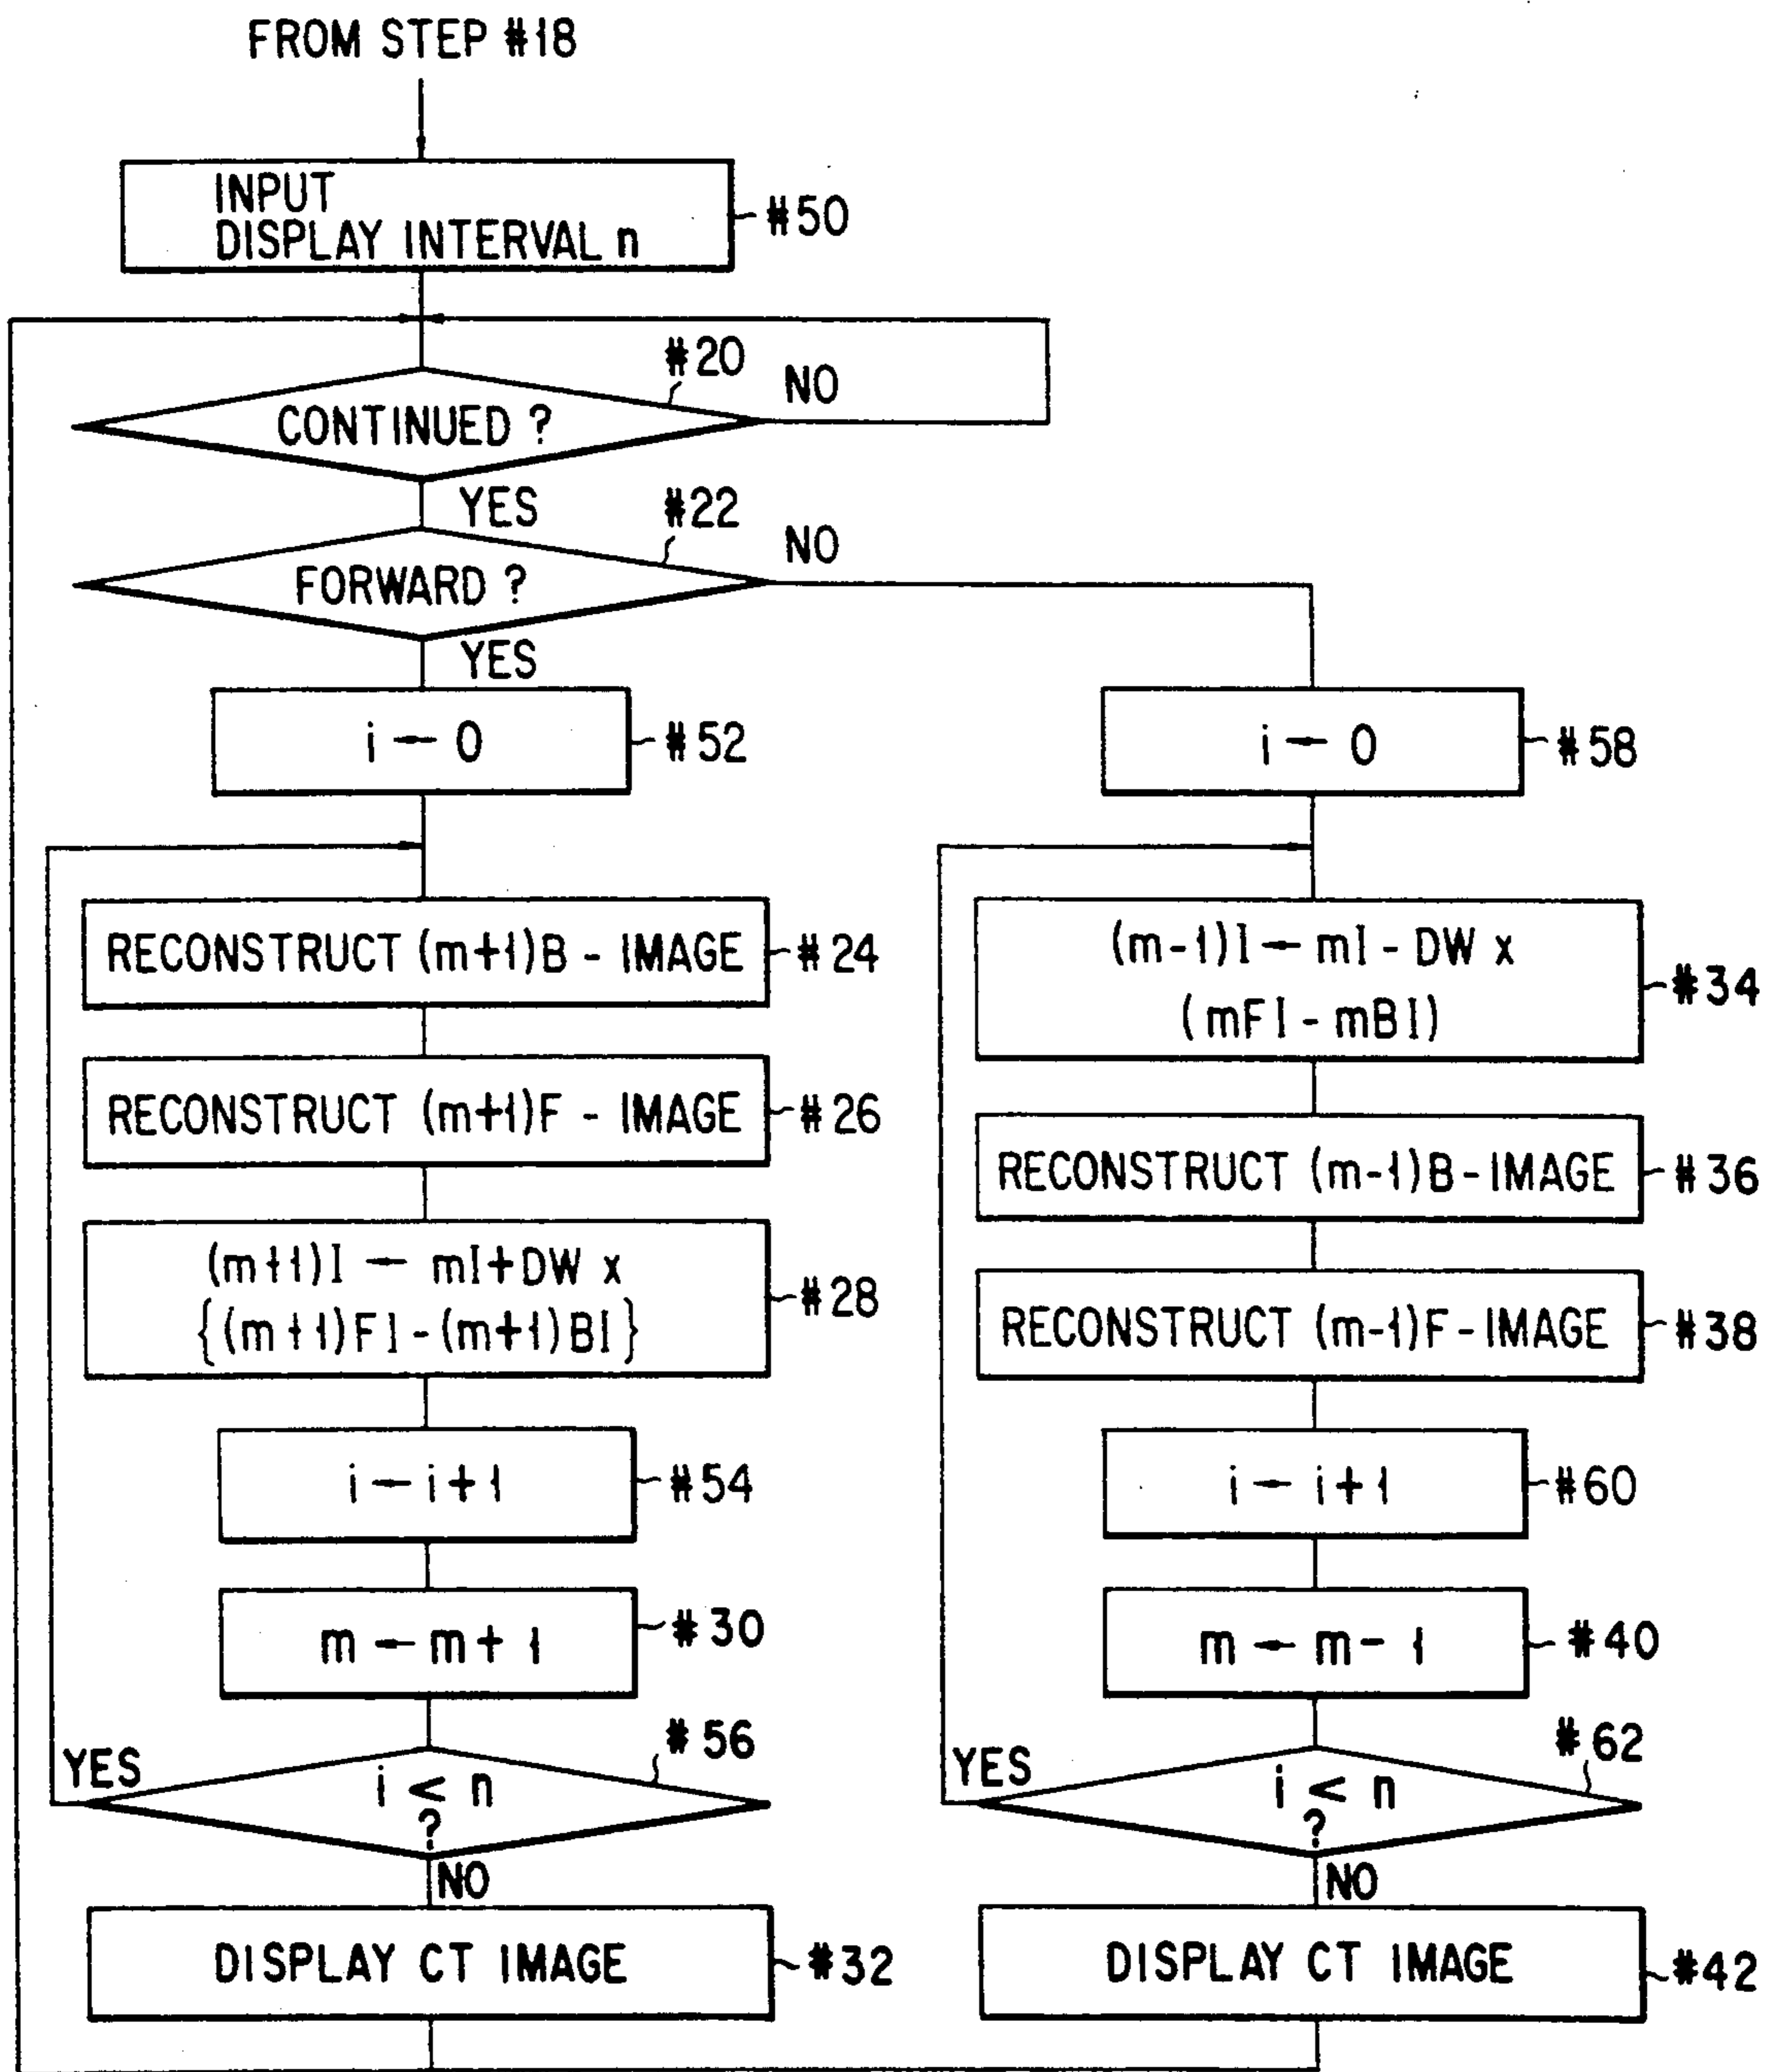 FROM STEP #18
INPUT
DISPLAY INTERVAL n
#50
#20
NO
CONTINUED ?
YES
#22
NO
FORWARD ?
YES
i ← 0
#52
RECONSTRUCT (m+1)B - IMAGE
#24
RECONSTRUCT (m+1)F - IMAGE
#26
(m+1)I ← mI+DW x
{(m+1)FI-(m+1)BI}
#28
i ← i+1
#54
m ← m+1
#30
#56
YES
i < n
?
NO
DISPLAY CT IMAGE
#32
i ← 0
#58
(m-1)I ← mI - DW x
(mFI - mBI)
#34
RECONSTRUCT (m-1)B-IMAGE
#36
RECONSTRUCT (m-1)F-IMAGE
#38
i ← i+1
#60
m ← m- 1
#40
#62
YES
i < n
?
NO
DISPLAY CT IMAGE
#42